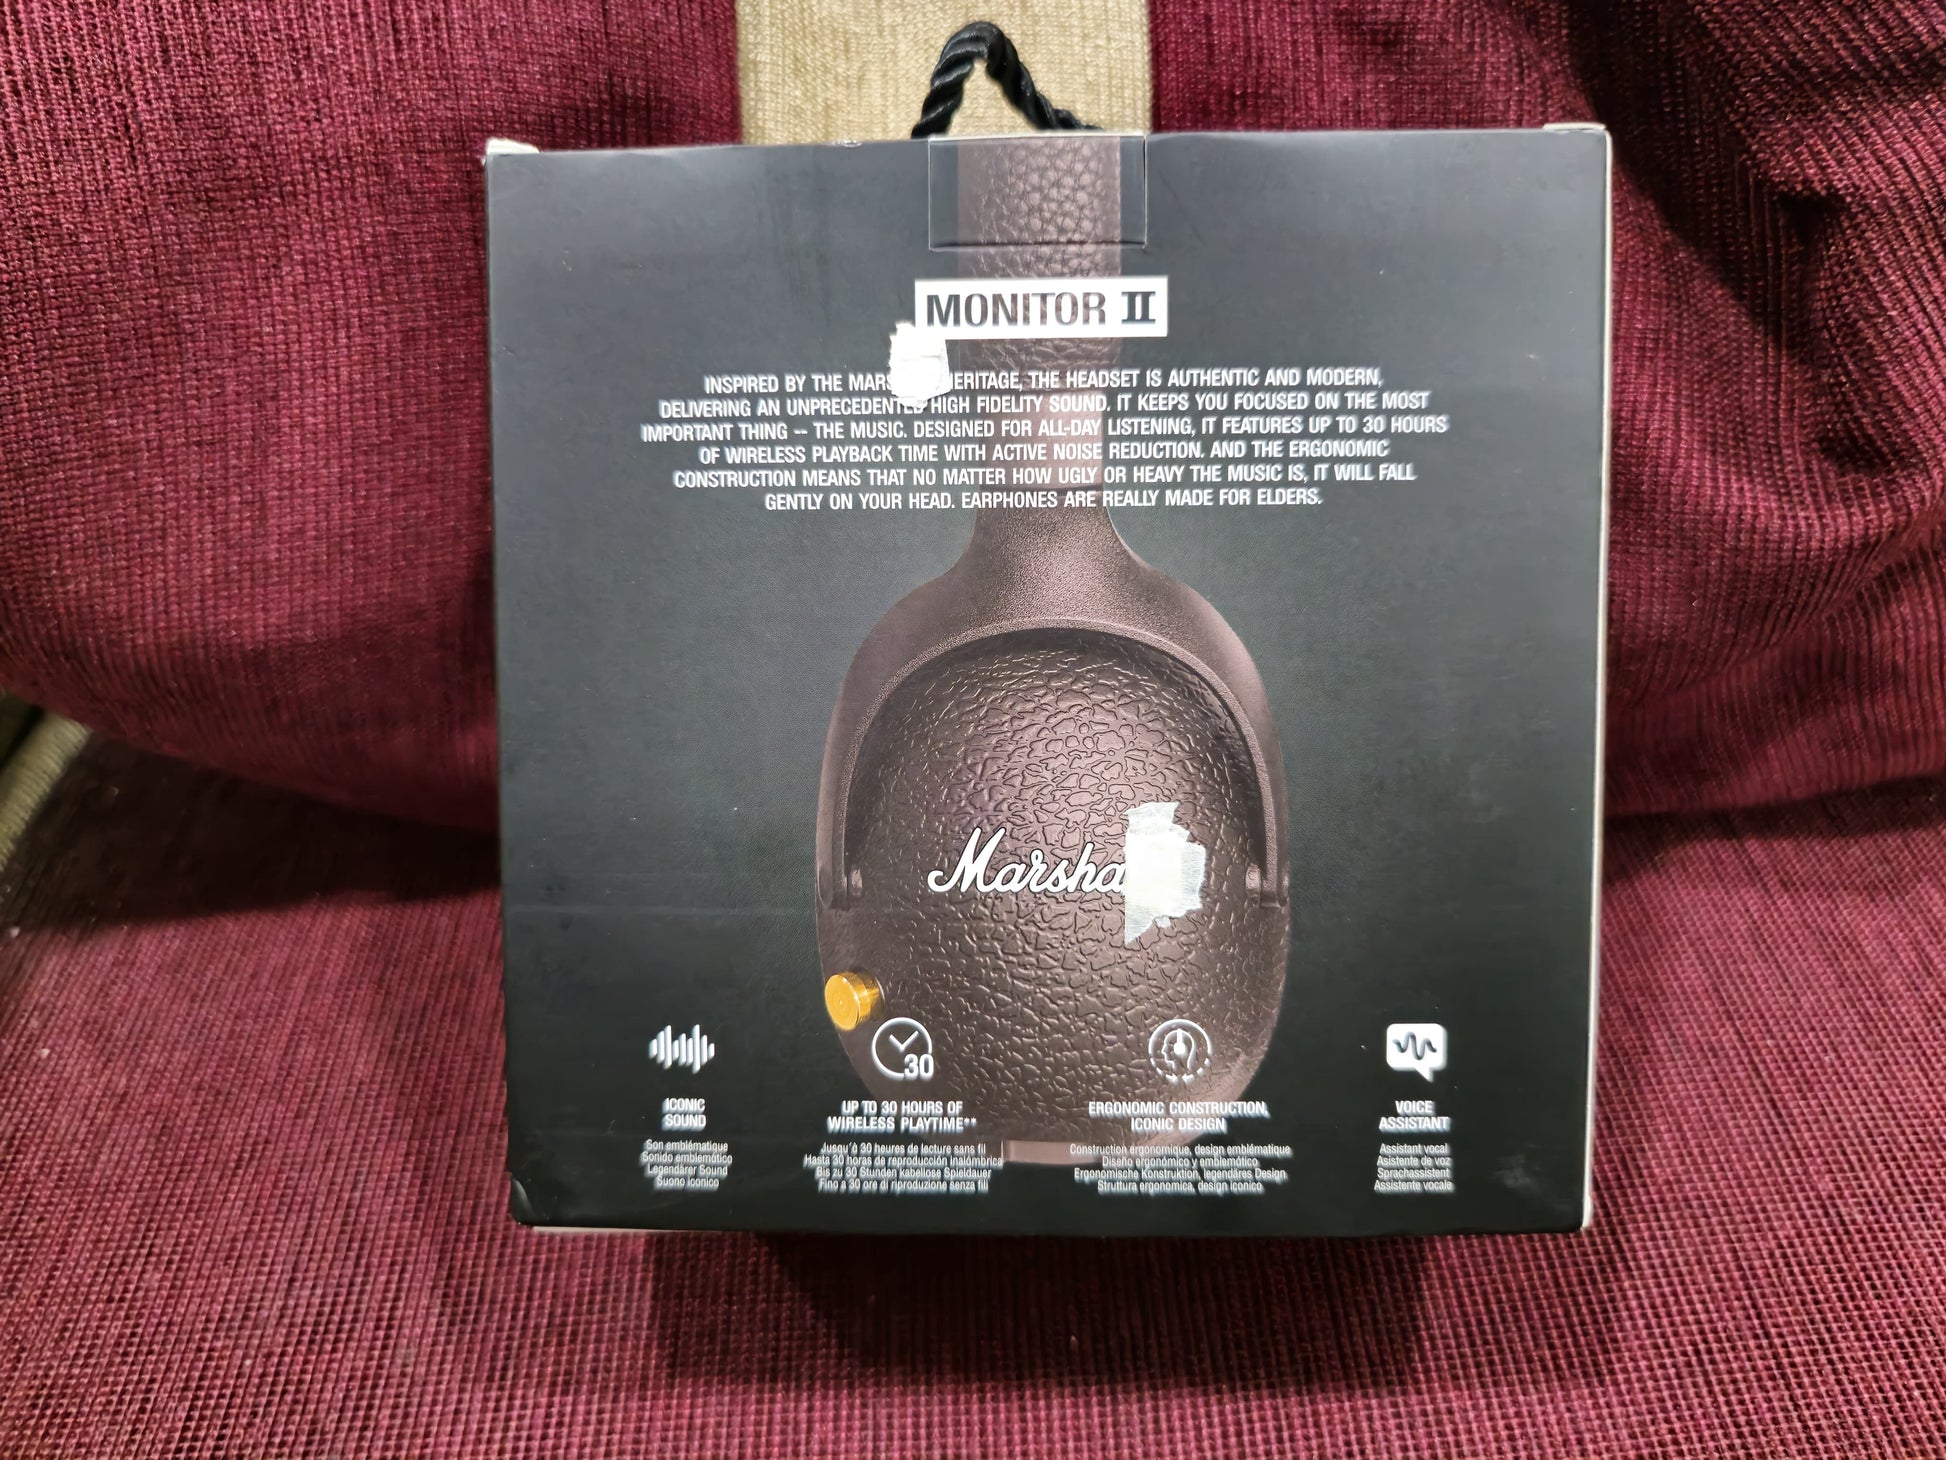 MONITOR II
INSPIRED BY THE MARS ERITAGE, THE HEADSET IS AUTHENTIC AND MODERN,
DELIVERING AN UNPRECEDENTED HIGH FIDELITY SOUND. IT KEEPS YOU FOCUSED ON THE MOST
IMPORTANT THING -- THE MUSIC. DESIGNED FOR ALL-DAY LISTENING, IT FEATURES UP TO 30 HOURS
OF WIRELESS PLAYBACK TIME WITH ACTIVE NOISE REDUCTION. AND THE ERGONOMIC
CONSTRUCTION MEANS THAT NO MATTER HOW UGLY OR HEAVY THE MUSIC IS, IT WILL FALL
GENTLY ON YOUR HEAD. EARPHONES ARE REALLY MADE FOR ELDERS.
Marsha
30
ICONIC
SOUND
Son emblématique
Sonido emblemótico
Legendärer Sound
Suono iconico
UP TO 30 HOURS OF
WIRELESS PLAYTIME**
Jusqu'à 30 heures de lecture sans fil
Hasta 30 horas de reproducción inalómbrica
Bis zu 30 Stunden kabellose Spieldauer
Fino a 30 ore di riproduzione senza fili
ERGONOMIC CONSTRUCTION,
ICONIC DESIGN
Construction ergonomique, design emblématique
Diseño ergonómico y emblemótico
Ergonomische Konstruktion, legendäres Design
Struttura ergonomica, design iconico
VOICE
ASSISTANT
Assistant vocal
Asistente de voz
Sprachassistent
Assistente vocale